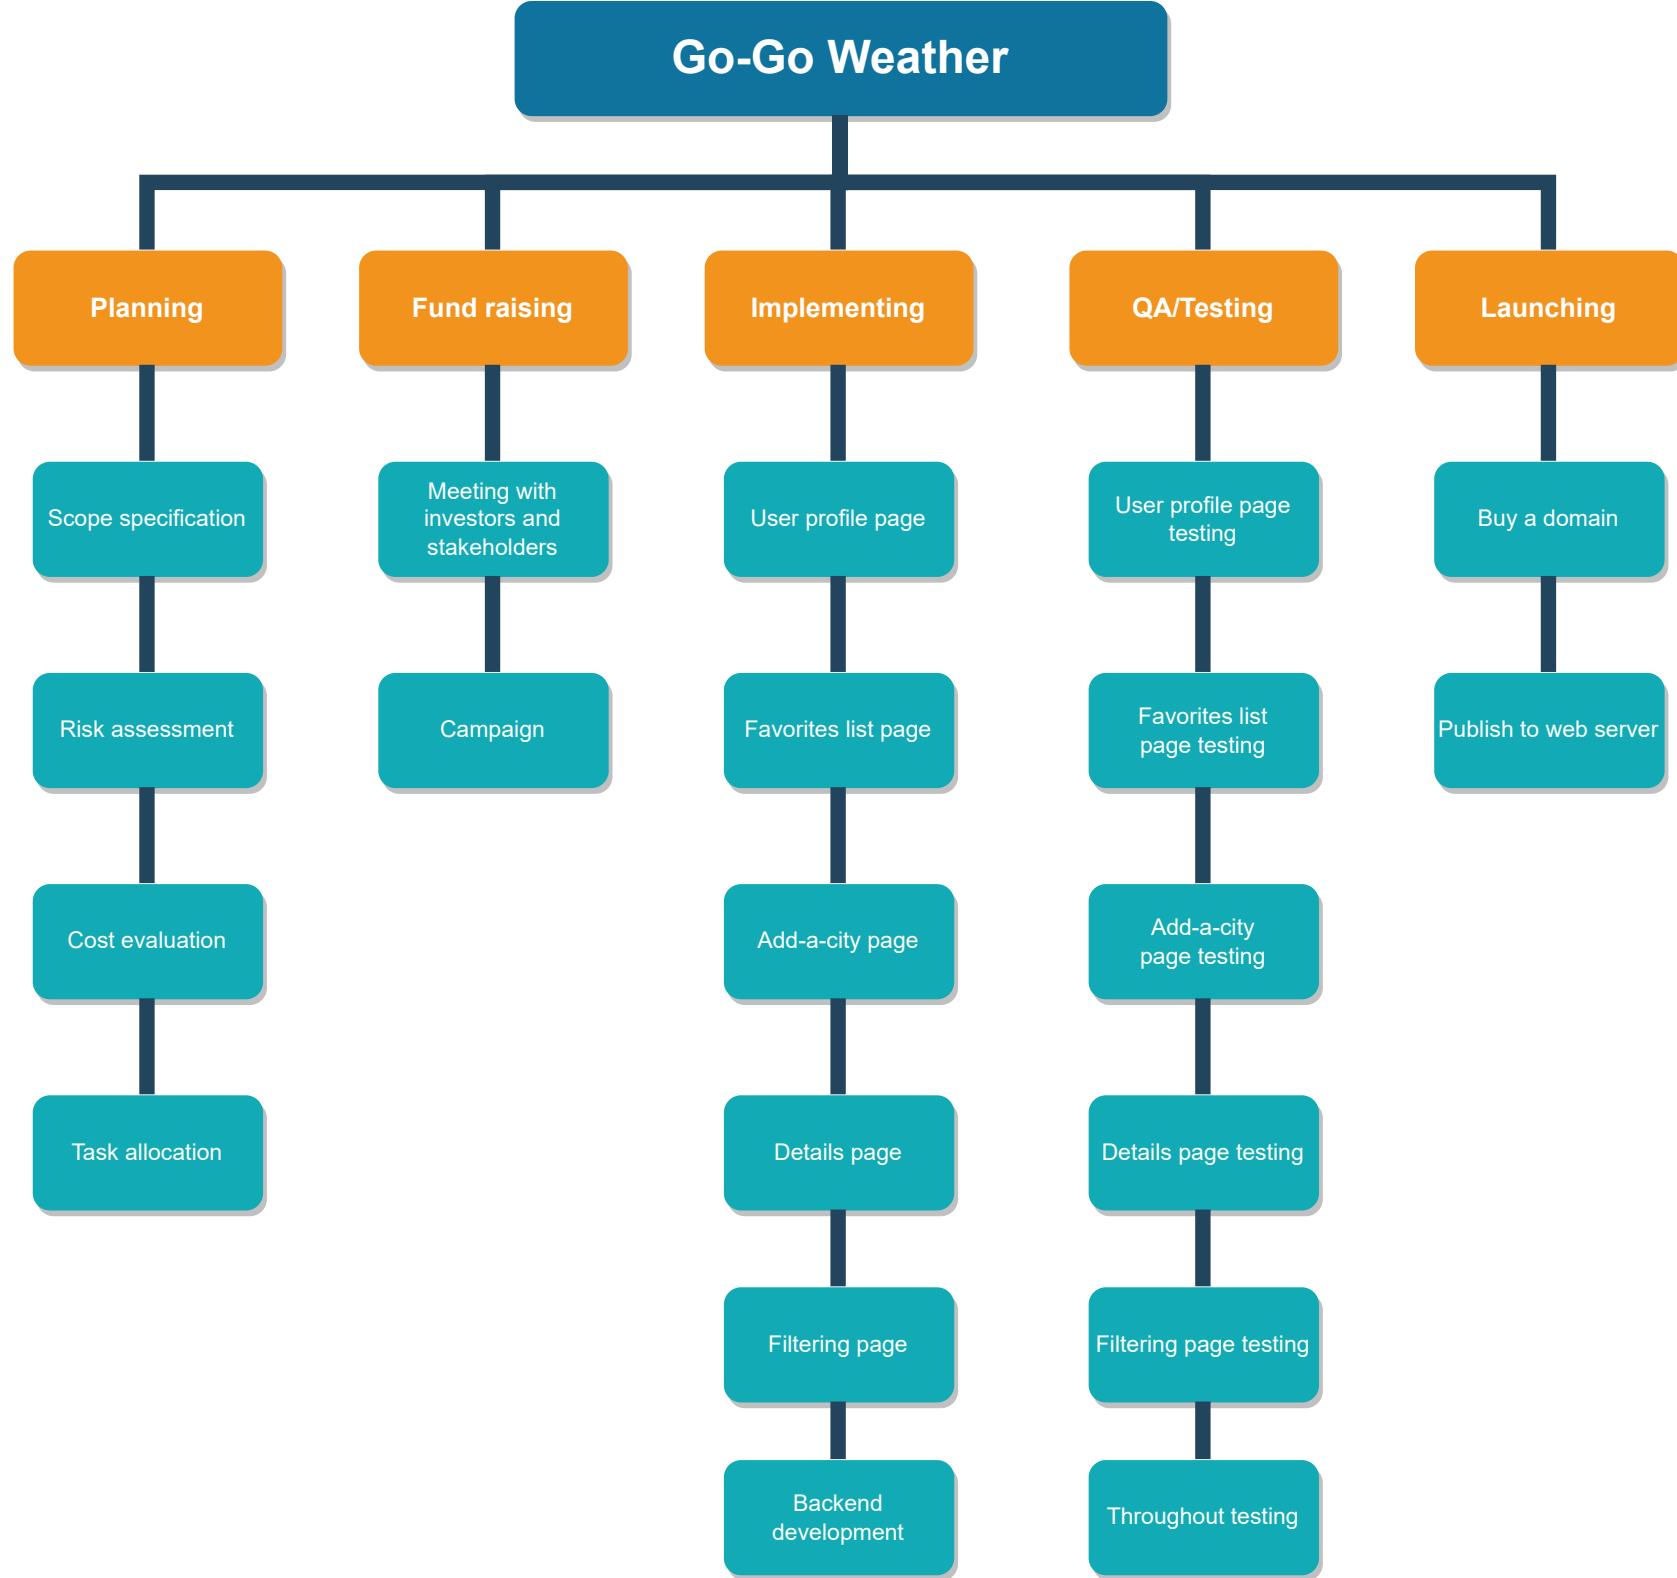 Go-Go Weather
Planning
Fund raising
Implementing
QA/Testing
Launching
Scope specification
Risk assessment
Cost evaluation
Task allocation
Meeting with
investors and
stakeholders
Campaign
User profile page
Favorites list page
Add-a-city page
Details page
Filtering page
Backend
development
User profile page
testing
Favorites list
page testing
Add-a-city
page testing
Details page testing
Filtering page testing
Throughout testing
Buy a domain
Publish to web server